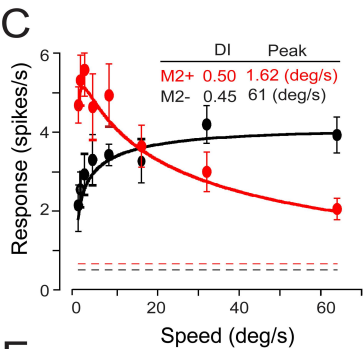 C
DI Peak
M2+ 0.50 1.62 (deg/s)
M2- 0.45 61 (deg/s)
Response (spikes/s)
6
4
2
0
0 20 40 60
Speed (deg/s)